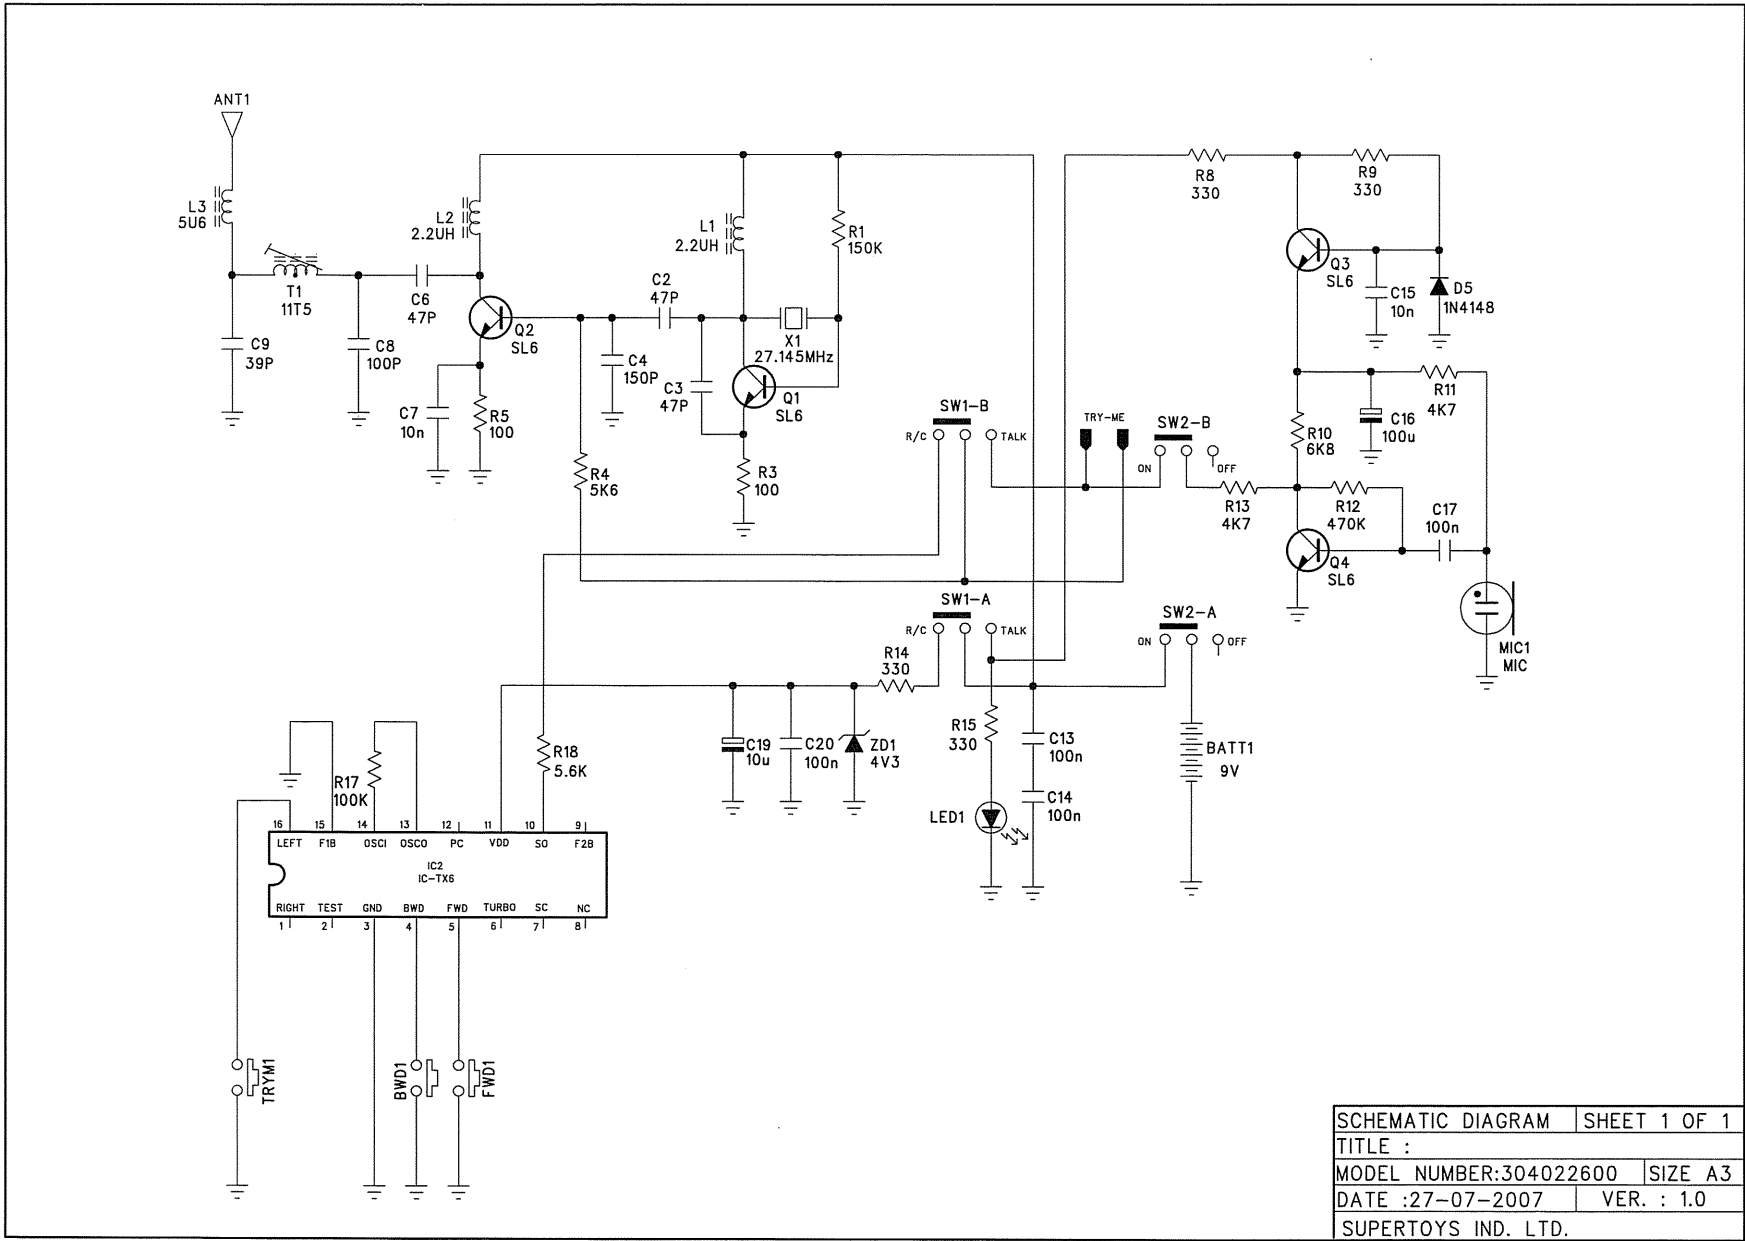 ANT1
L3
5U6
T1
11T5
C9
39P
C8
100P
C6
47P
L2
2.2UH
Q2
SL6
C7
10n
R5
100
L1
2.2UH
R1
150K
C2
47P
X1
27.145MHz
C4
150P
C3
47P
Q1
SL6
R4
5K6
R3
100
R8
330
R9
330
Q3
SL6
C15
10n
D5
1N4148
R11
4K7
C16
100u
R10
6K8
SW1-B
R/C
TALK
TRY-ME
SW2-B
ON
OFF
R13
4K7
R12
470K
C17
100n
Q4
SL6
MIC1
MIC
SW1-A
R/C
TALK
SW2-A
ON
OFF
R14
330
R15
330
C13
100n
C14
100n
BATT1
9V
LED1
C19
10u
C20
100n
ZD1
4V3
R18
5.6K
R17
100K
16 15 14 13 12 11 10 9
LEFT F1B OSCI OSCO PC VDD SO F2B
IC2
IC-TX6
RIGHT TEST GND BWD FWD TURBO SC NC
1 2 3 4 5 6 7 8
TRYM1
BWD1
FWD1
SCHEMATIC DIAGRAM SHEET 1 OF 1
TITLE :
MODEL NUMBER:304022600 SIZE A3
DATE :27-07-2007 VER. : 1.0
SUPERTOYS IND. LTD.